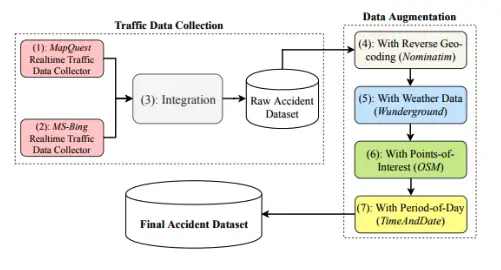 Traffic Data Collection
(1): MapQuest
Realtime Traffic
Data Collector
(2): MS-Bing
Realtime Traffic
Data Collector
(3): Integration
Raw Accident
Dataset
Data Augmentation
(4): With Reverse Geo-
coding (Nominatim)
(5): With Weather Data
(Wunderground)
(6): With Points-of-
Interest (OSM)
(7): With Period-of-Day
(TimeAndDate)
Final Accident Dataset